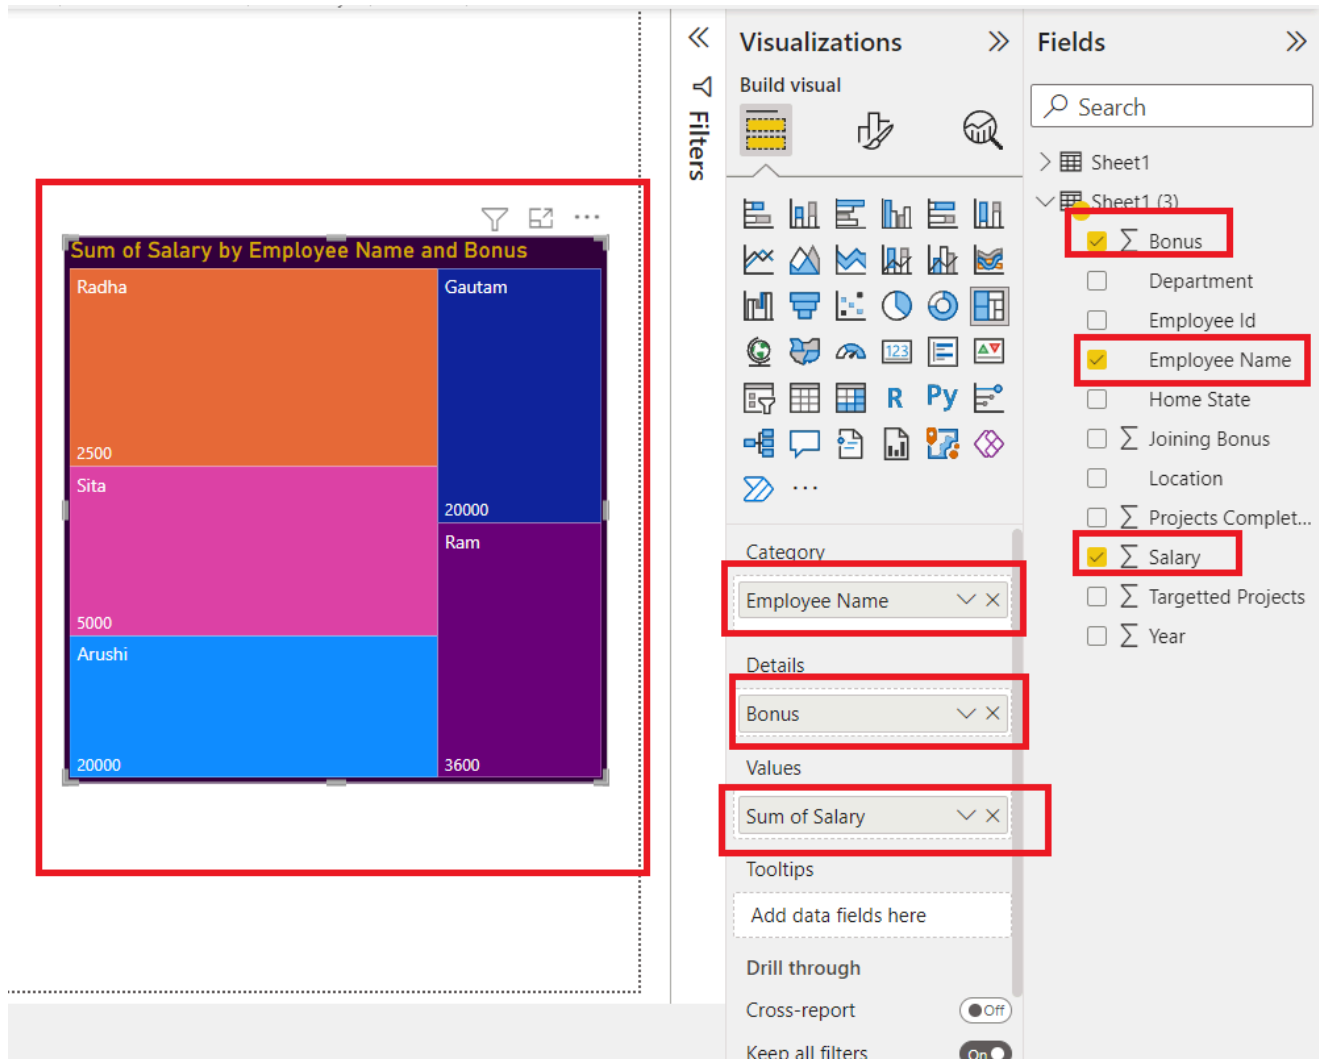 Sum of Salary by Employee Name and Bonus
Radha
2500
Sita
5000
Arushi
20000
Gautam
20000
Ram
3600
Filters
Visualizations
Build visual
123
R
Py
Category
Employee Name
Details
Bonus
Values
Sum of Salary
Tooltips
Add data fields here
Drill through
Cross-report
Off
Keep all filters
On
Fields
Search
Sheet1
Sheet1 (3)
Bonus
Department
Employee Id
Employee Name
Home State
Joining Bonus
Location
Projects Complet...
Salary
Targetted Projects
Year